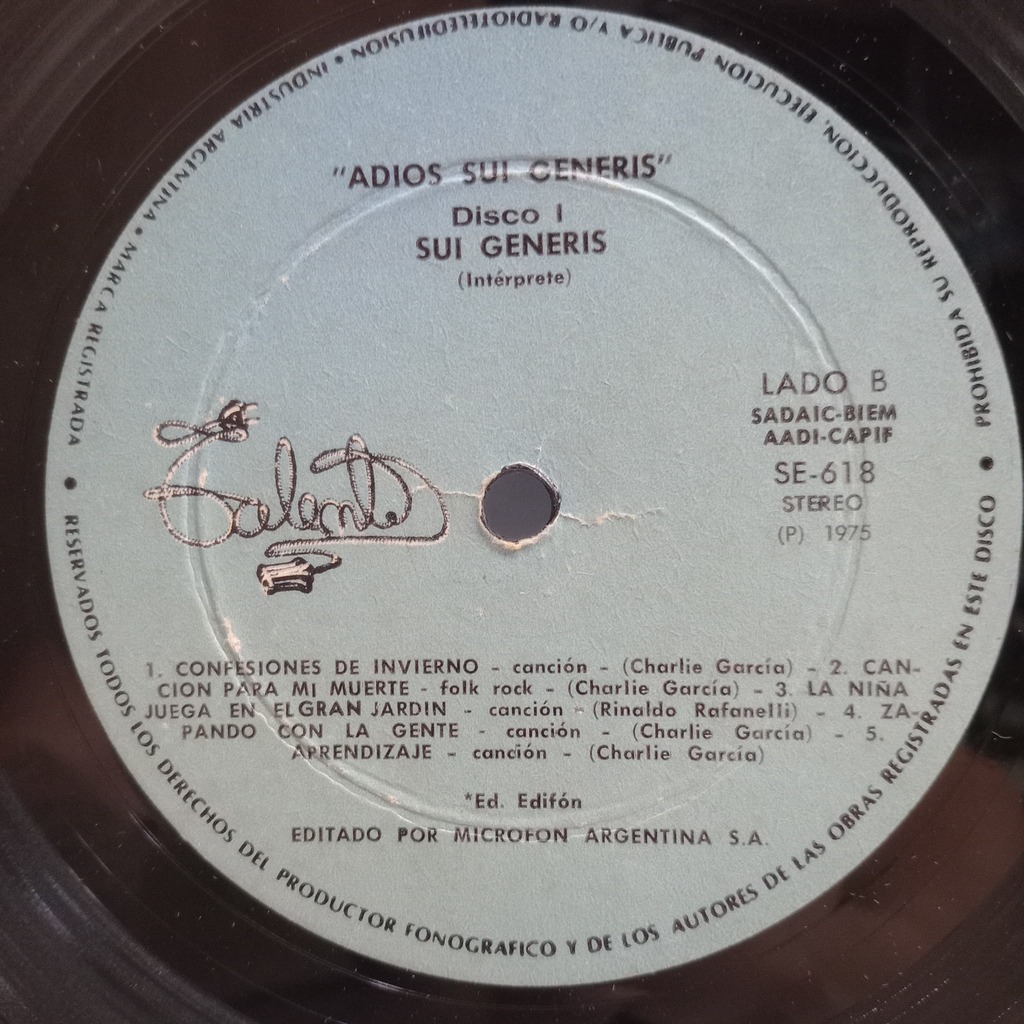 "ADIOS SUI GENERIS"
Disco I
SUI GENERIS
(Intérprete)
LADO B
SADAIC-BIEM
AADI-CAPIF
SE-618
STEREO
(P) 1975
Talent
1. CONFESIONES DE INVIERNO - canción - (Charlie García) - 2. CAN-
CION PARA MI MUERTE - folk rock - (Charlie García) - 3. LA NIÑA
JUEGA EN EL GRAN JARDIN - canción - (Rinaldo Rafanelli) - 4. ZA-
PANDO CON LA GENTE - canción - (Charlie García) - 5.
APRENDIZAJE - canción - (Charlie García)
*Ed. Edifón
EDITADO POR MICROFON ARGENTINA S.A.
RESERVADOS TODOS LOS DERECHOS DEL PRODUCTOR FONOGRAFICO Y DE LOS AUTORES DE LAS OBRAS REGISTRADAS EN ESTE DISCO • PROHIBIDA SU REPRODUCCION, EJECUCION PUBLICA Y/O RADIOTELEDIFUSION • INDUSTRIA ARGENTINA • MARCA REGISTRADA •